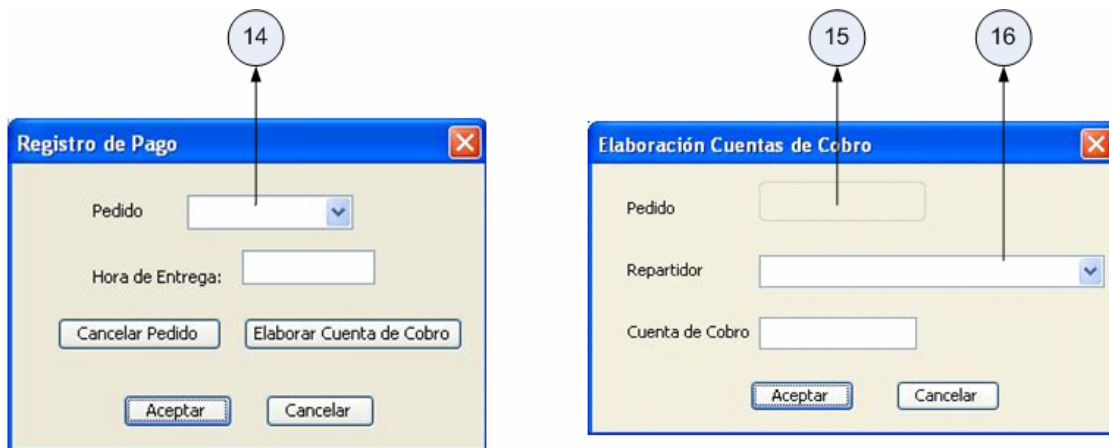 14
15
16
Registro de Pago
Pedido
Hora de Entrega:
Cancelar Pedido
Elaborar Cuenta de Cobro
Aceptar
Cancelar
Elaboración Cuentas de Cobro
Pedido
Repartidor
Cuenta de Cobro
Aceptar
Cancelar